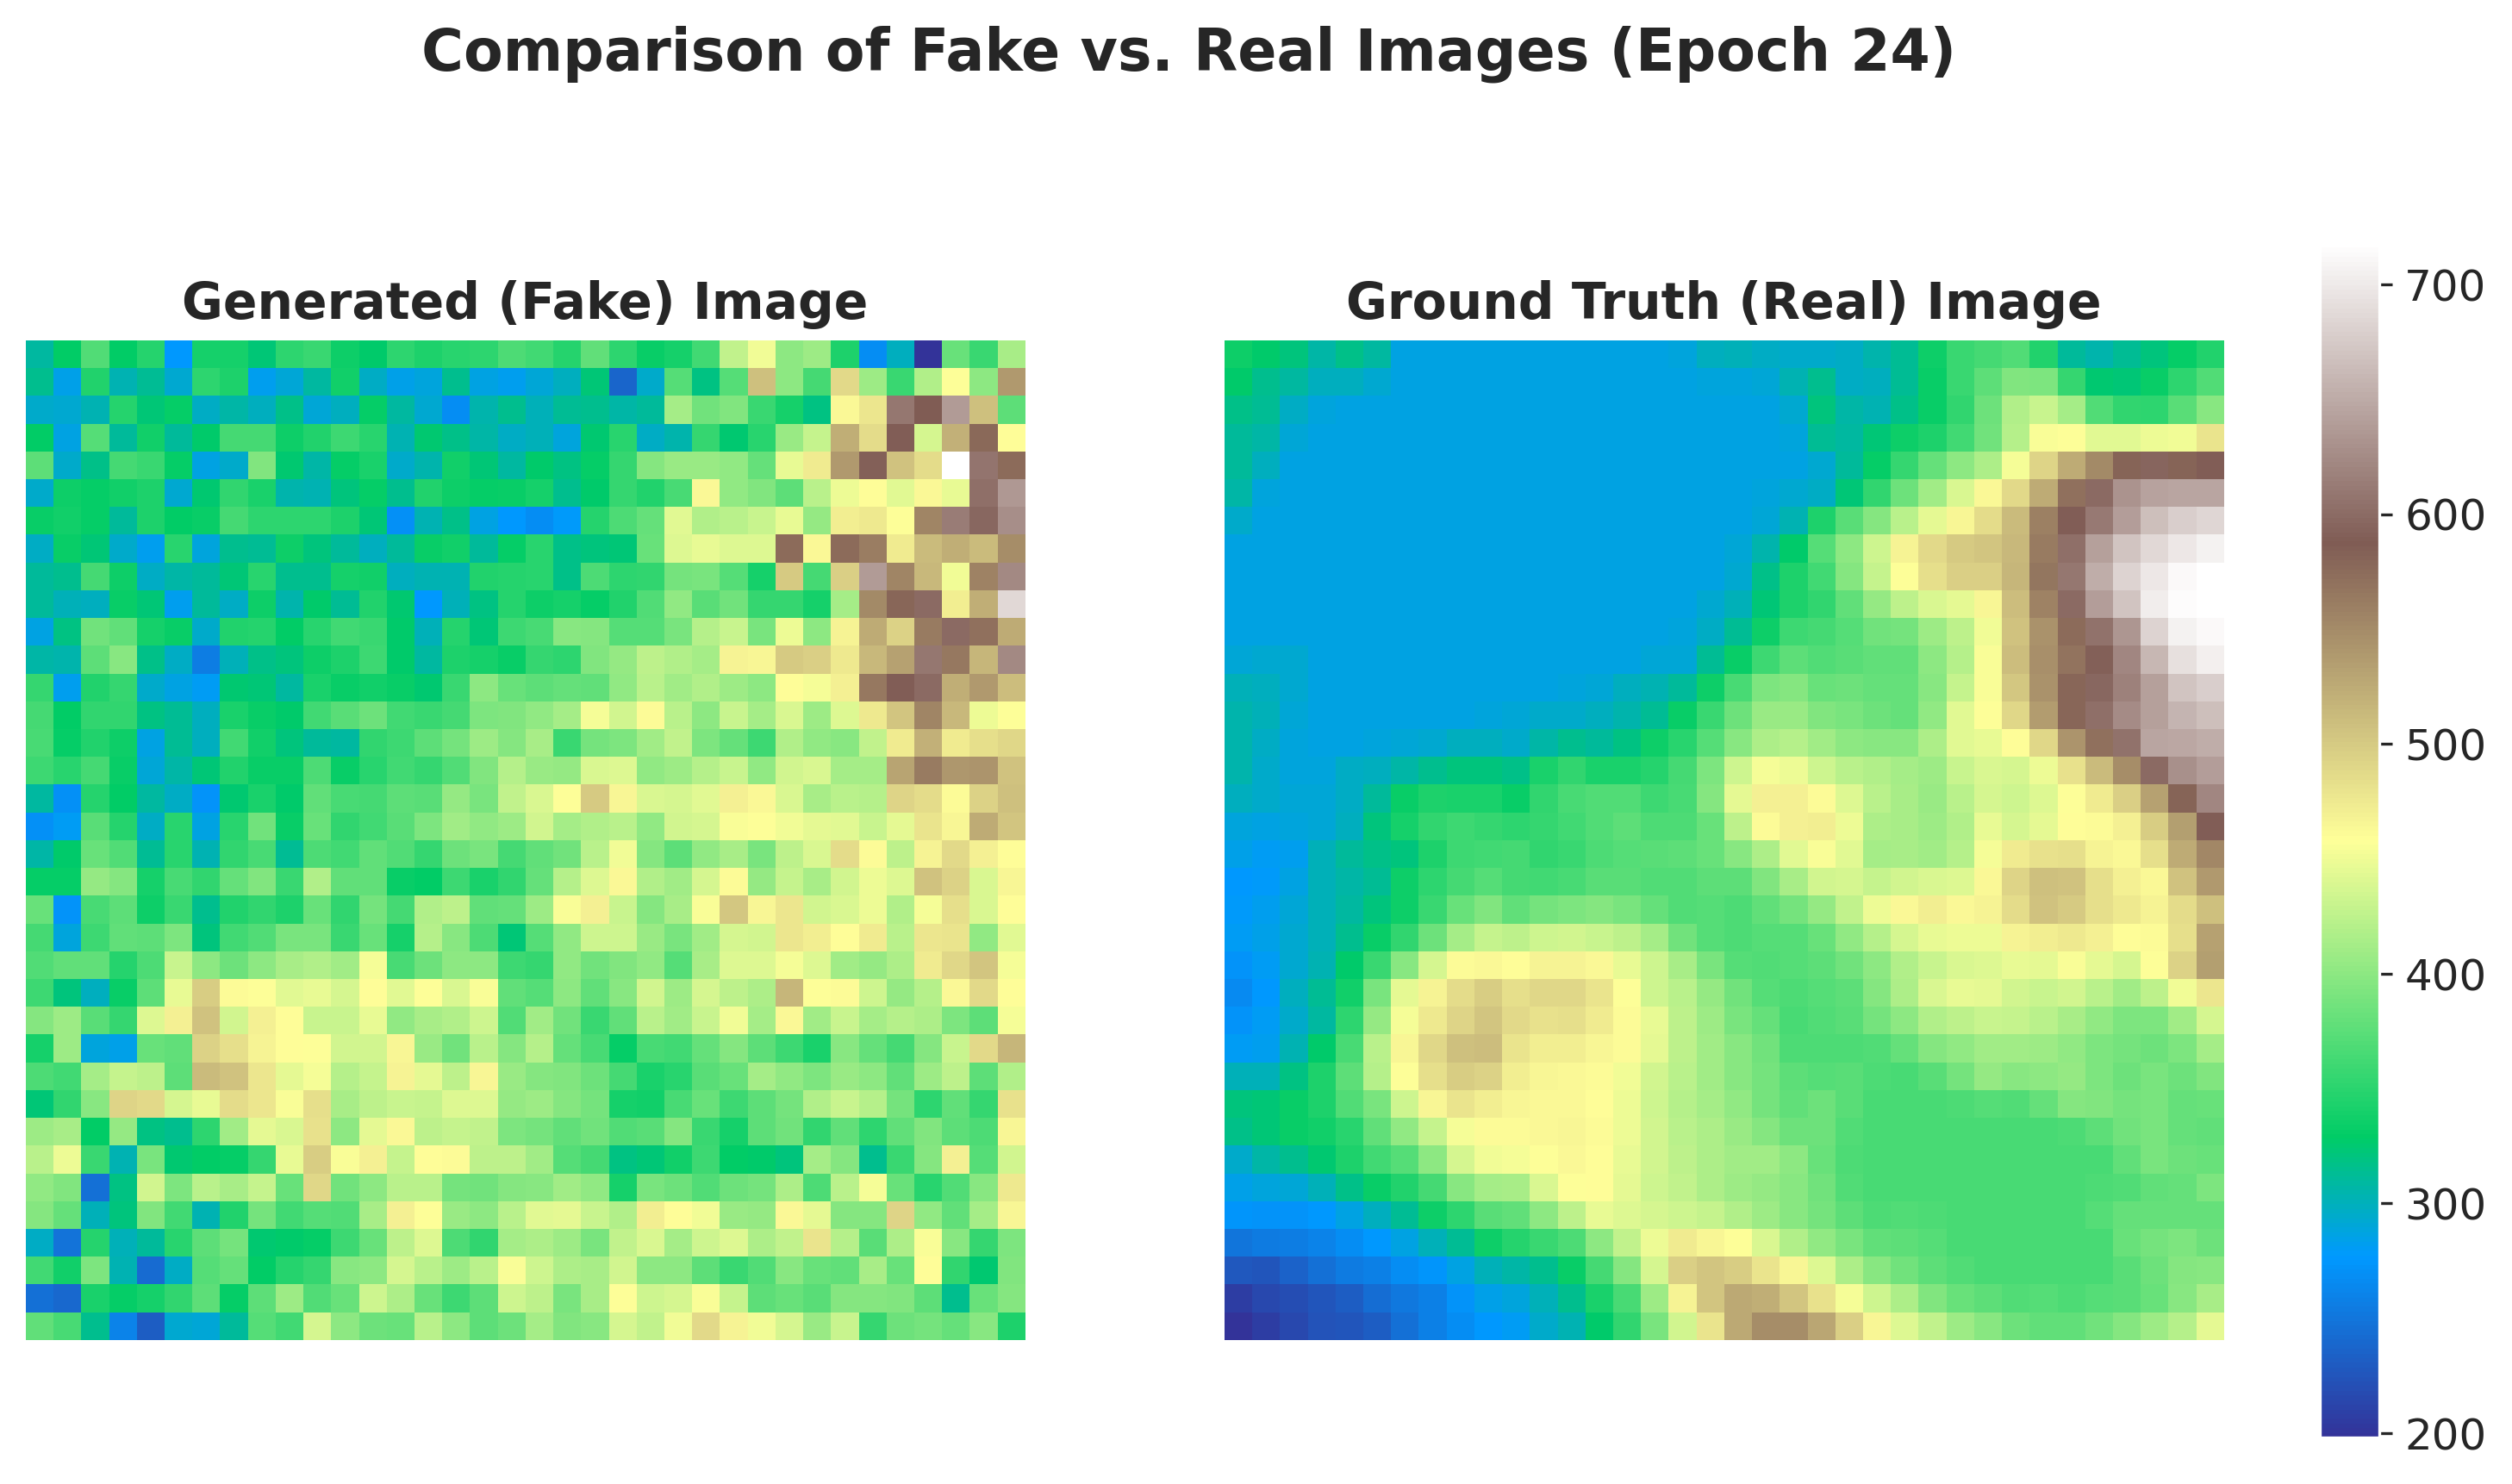 Comparison of Fake vs. Real Images (Epoch 24)
Generated (Fake) Image
Ground Truth (Real) Image
700
600
500
400
300
200